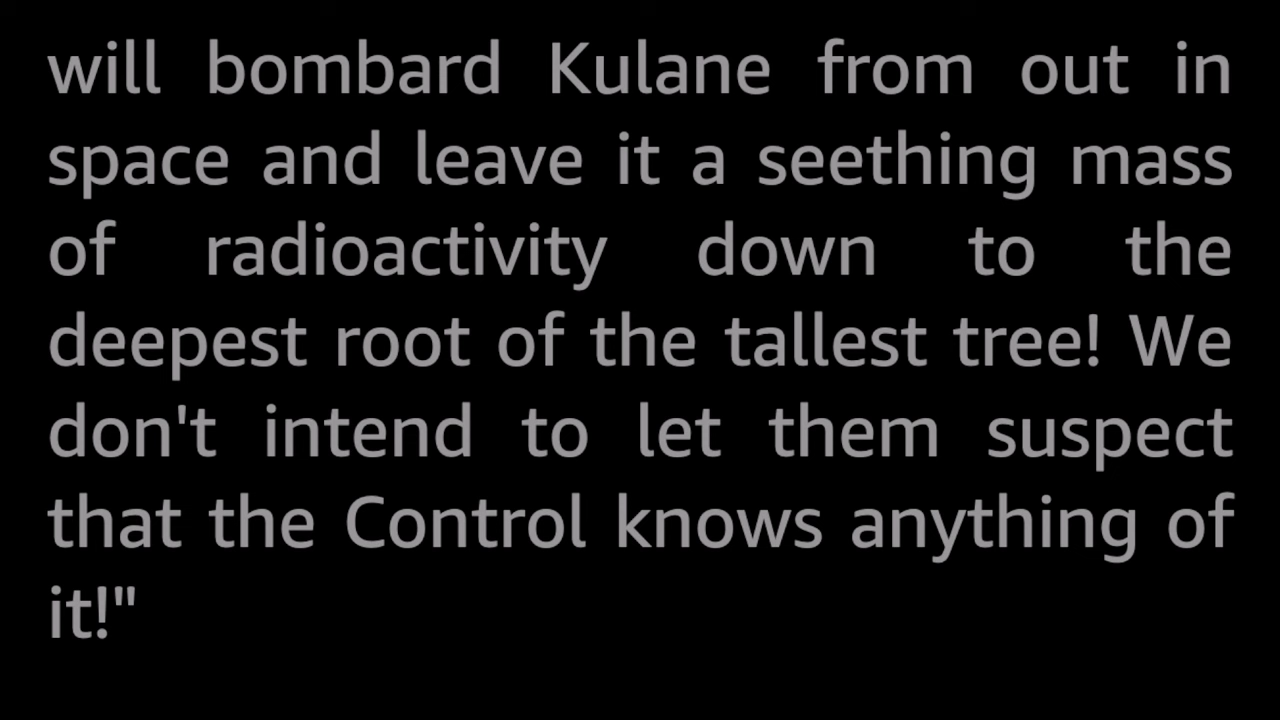 will bombard Kulane from out in
space and leave it a seething mass
of radioactivity down to the
deepest root of the tallest tree! We
don't intend to let them suspect
that the Control knows anything of
it!"